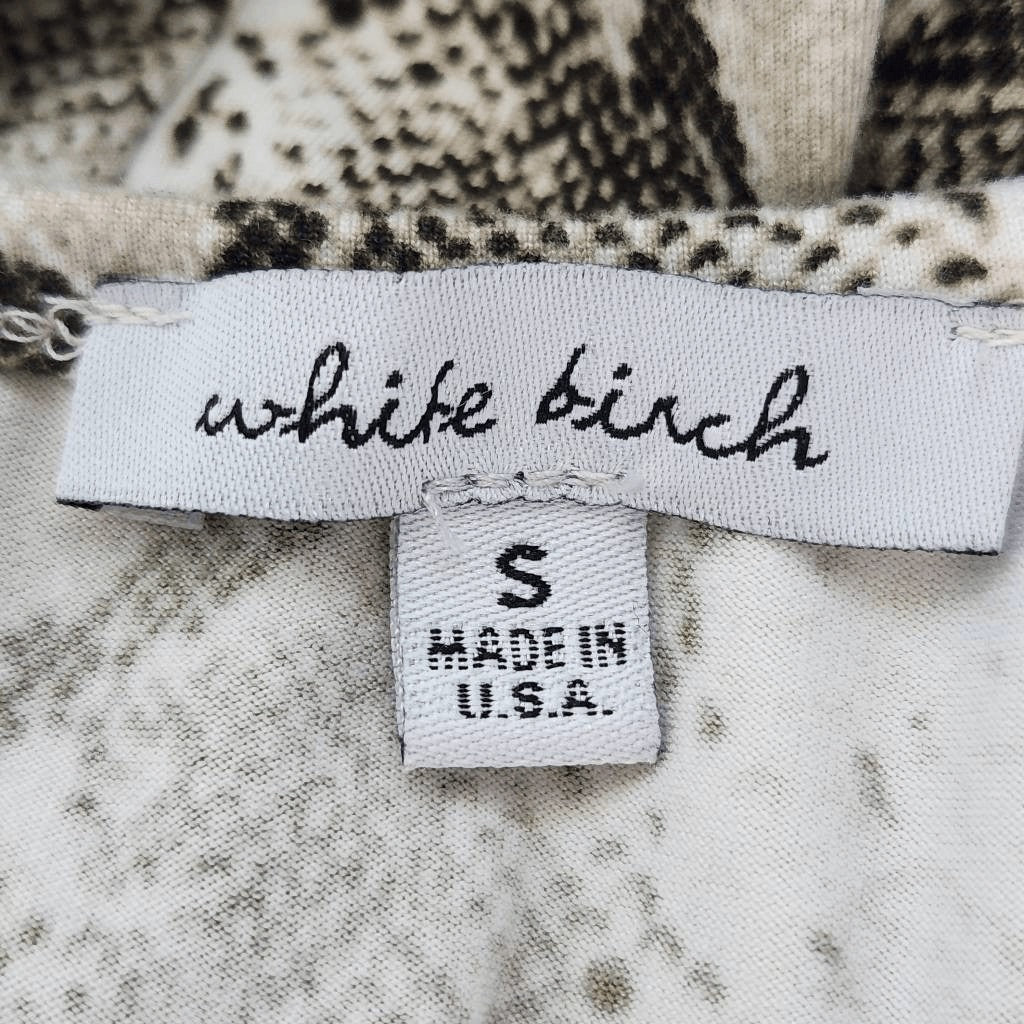 white birch
S
MADE IN
U.S.A.